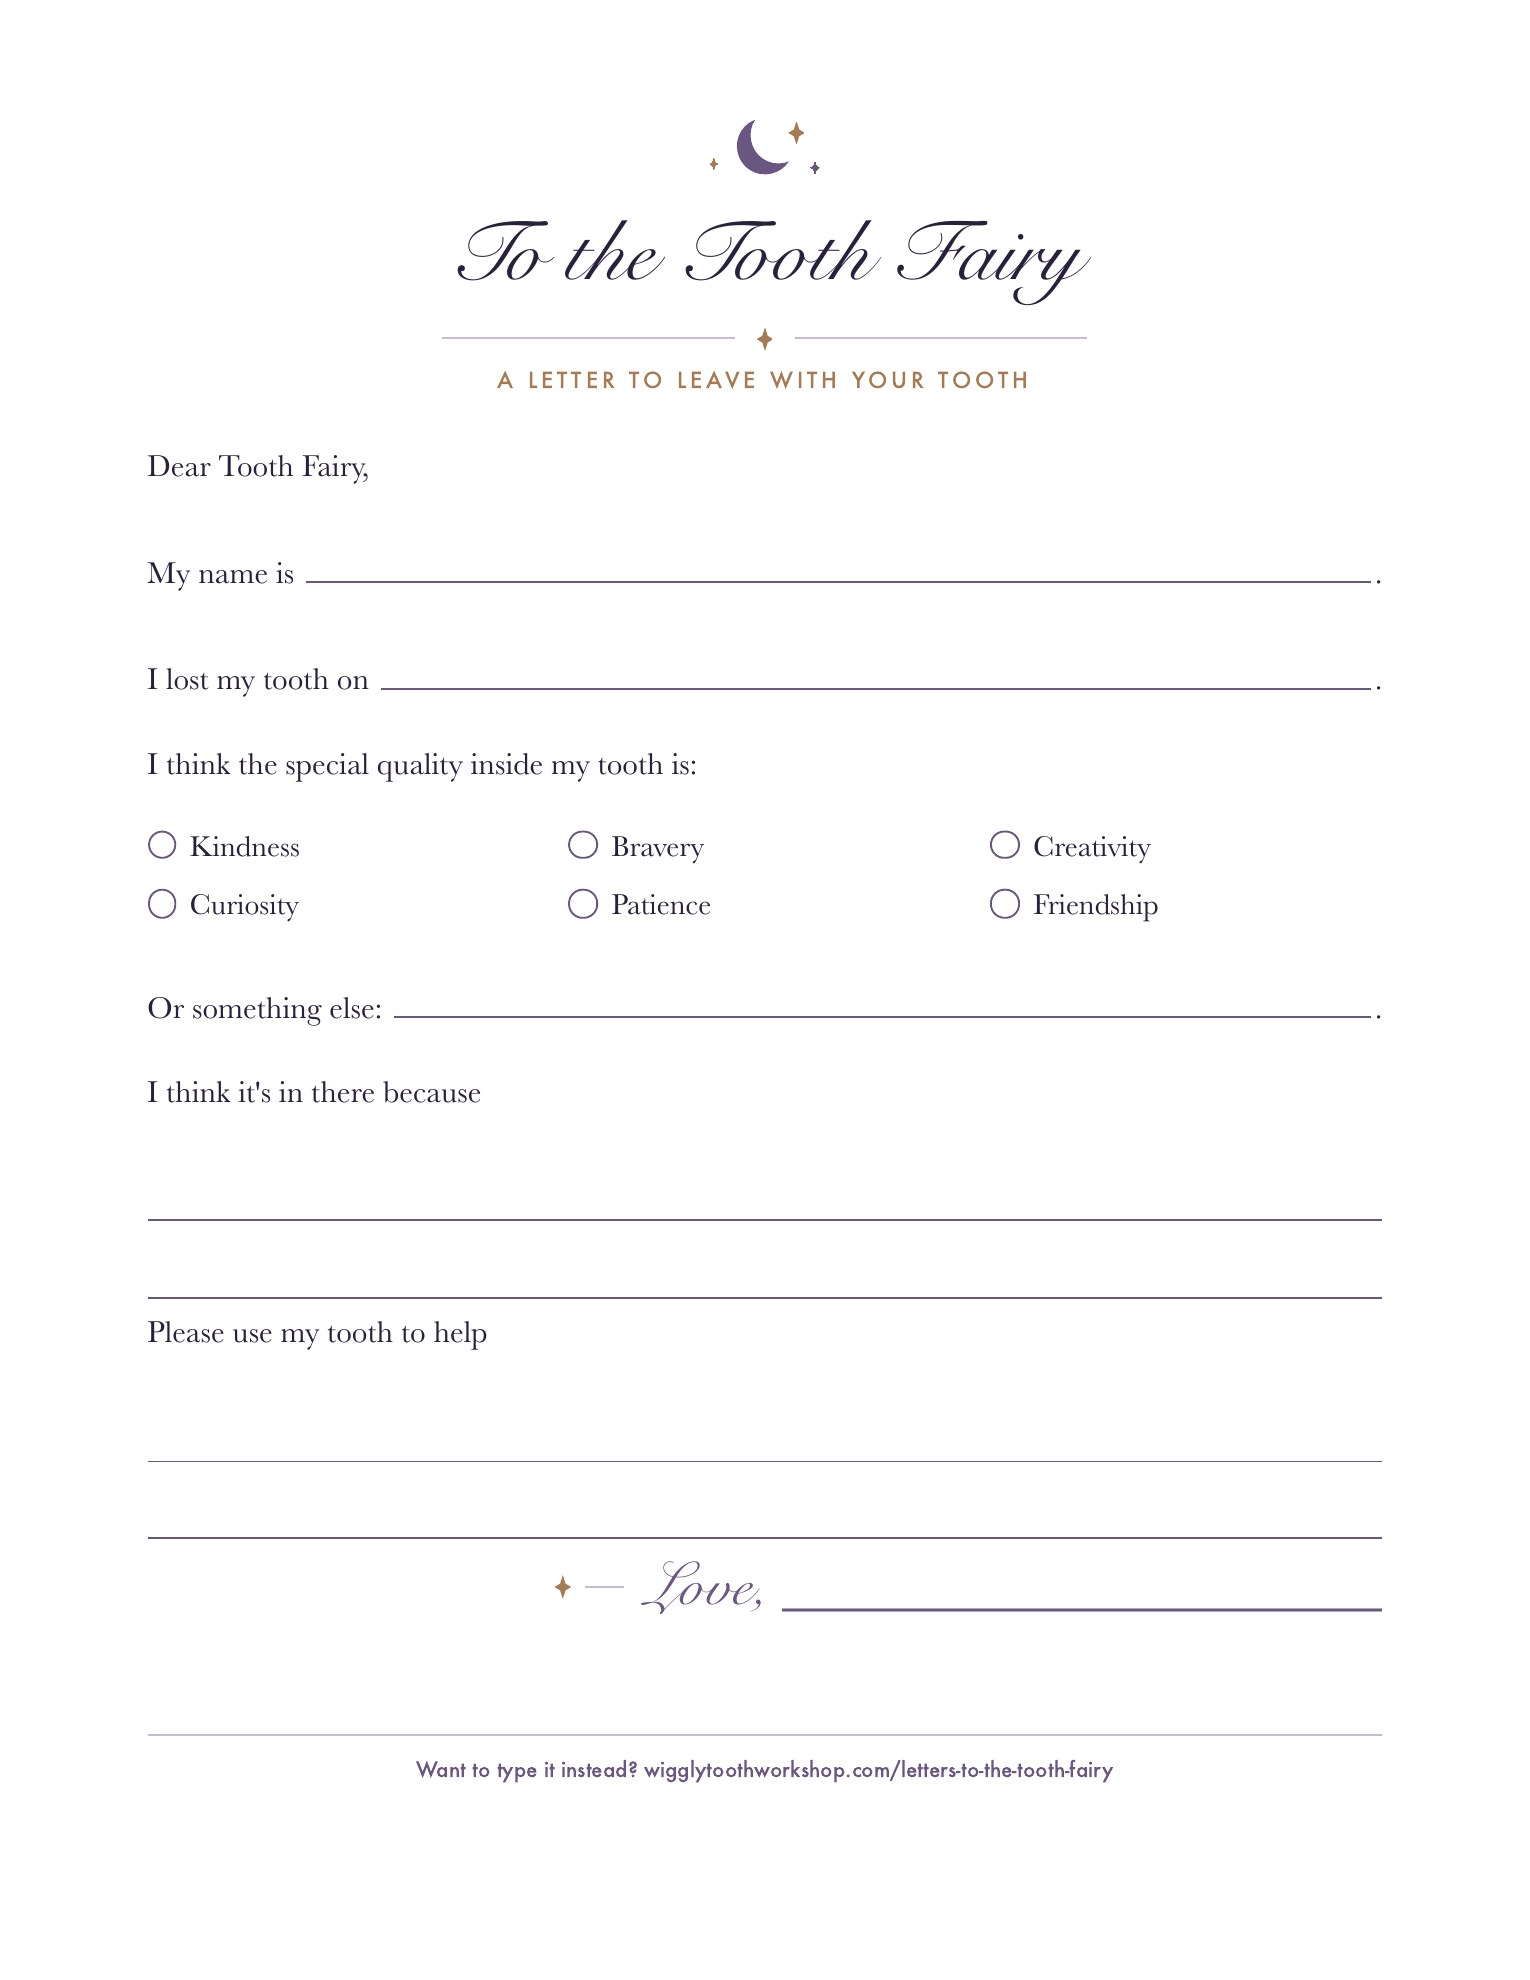 To the Tooth Fairy
A LETTER TO LEAVE WITH YOUR TOOTH
Dear Tooth Fairy,
My name is .
I lost my tooth on .
I think the special quality inside my tooth is:
Kindness Bravery Creativity
Curiosity Patience Friendship
Or something else: .
I think it's in there because
Please use my tooth to help
Love,
Want to type it instead? wigglytoothworkshop.com/letters-to-the-tooth-fairy